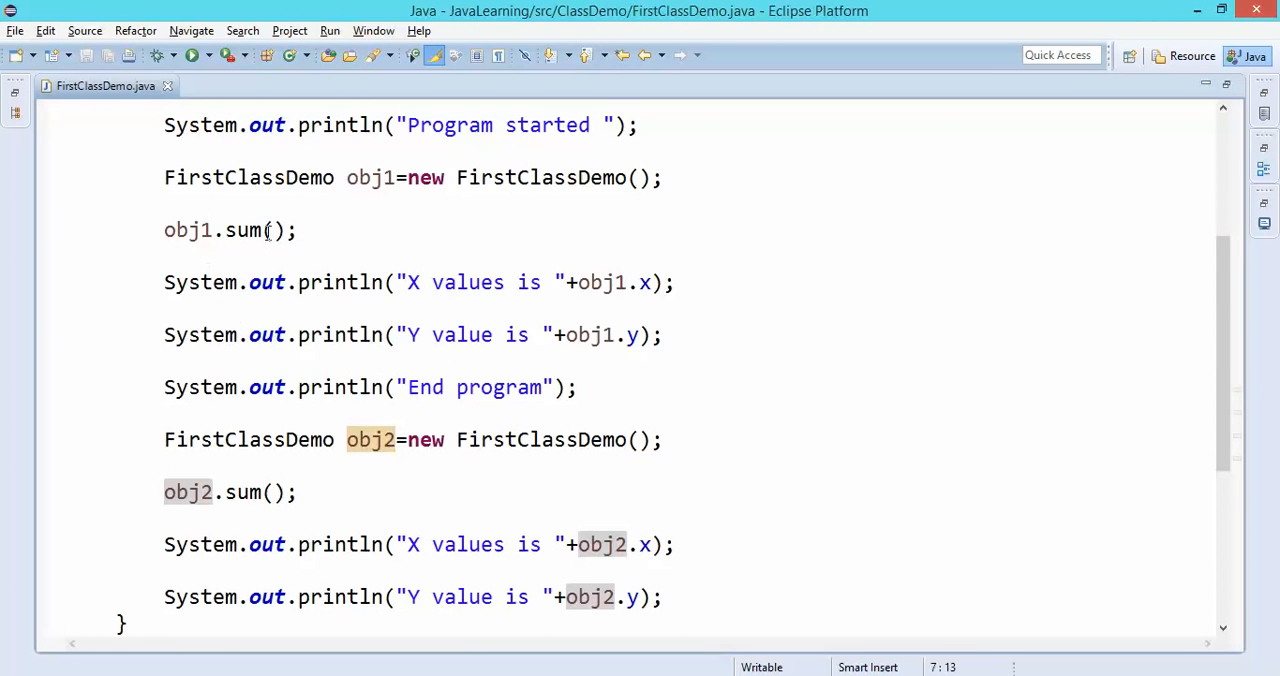 Java - JavaLearning/src/ClassDemo/FirstClassDemo.java - Eclipse Platform
File Edit Source Refactor Navigate Search Project Run Window Help
Quick Access Resource Java
FirstClassDemo.java
System.out.println("Program started ");
FirstClassDemo obj1=new FirstClassDemo();
obj1.sum();
System.out.println("X values is "+obj1.x);
System.out.println("Y value is "+obj1.y);
System.out.println("End program");
FirstClassDemo obj2=new FirstClassDemo();
obj2.sum();
System.out.println("X values is "+obj2.x);
System.out.println("Y value is "+obj2.y);
}
Writable Smart Insert 7 : 13